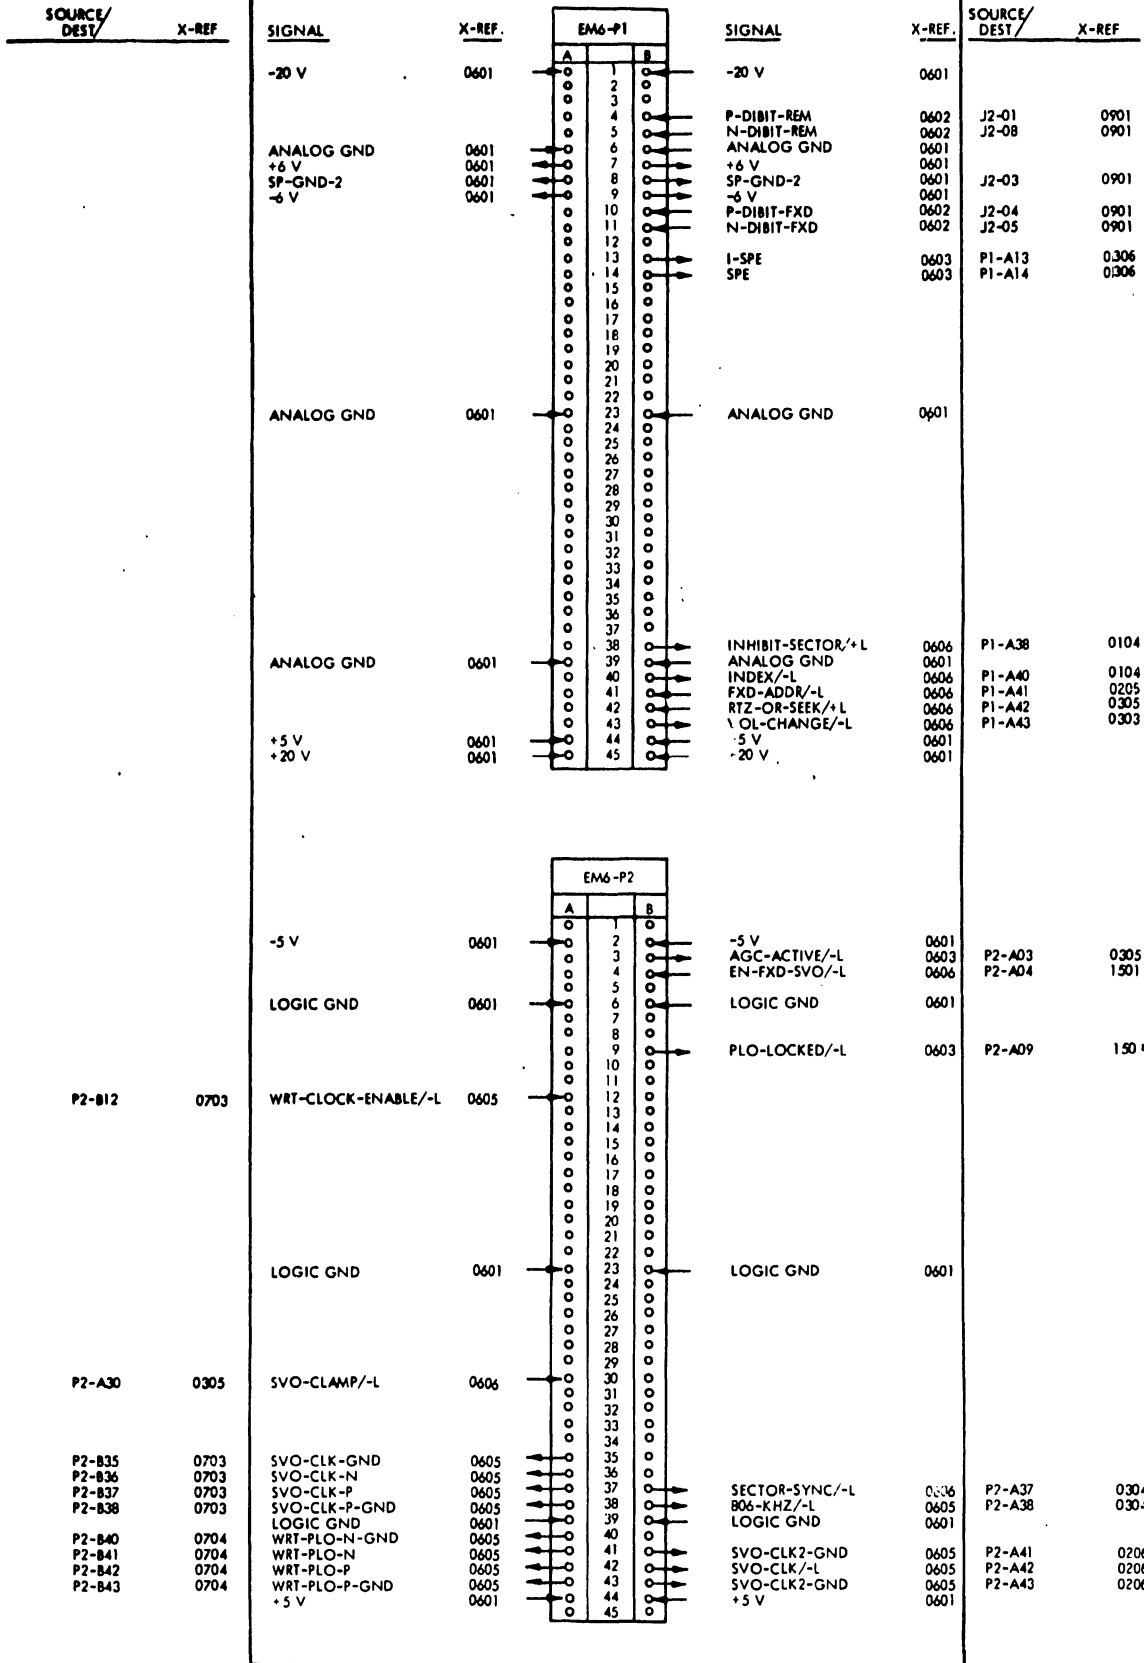 SOURCE/ DEST/ X-REF SIGNAL X-REF. EM6-P1 SIGNAL X-REF. SOURCE/ DEST/ X-REF
A B
-20 V 0601 1 -20 V 0601
2
3
4 P-DIBIT-REM 0602 J2-01 0901
5 N-DIBIT-REM 0602 J2-08 0901
ANALOG GND 0601 6 ANALOG GND 0601
+6 V 0601 7 +6 V 0601
SP-GND-2 0601 8 SP-GND-2 0601 J2-03 0901
-6 V 0601 9 -6 V 0601
10 P-DIBIT-FXD 0602 J2-04 0901
11 N-DIBIT-FXD 0602 J2-05 0901
12
13 I-SPE 0603 P1-A13 0306
14 SPE 0603 P1-A14 0306
15
16
17
18
19
20
21
22
ANALOG GND 0601 23 ANALOG GND 0601
24
25
26
27
28
29
30
31
32
33
34
35
36
37
38 INHIBIT-SECTOR/+L 0606 P1-A38 0104
ANALOG GND 0601 39 ANALOG GND 0601
40 INDEX/-L 0606 P1-A40 0104
41 FXD-ADDR/-L 0606 P1-A41 0205
42 RTZ-OR-SEEK/+L 0606 P1-A42 0305
43 OL-CHANGE/-L 0606 P1-A43 0303
+5 V 0601 44 5 V 0601
+20 V 0601 45 20 V 0601
EM6-P2
A B
1
-5 V 0601 2 -5 V 0601
3 AGC-ACTIVE/-L 0603 P2-A03 0305
4 EN-FXD-SVO/-L 0606 P2-A04 1501
5
LOGIC GND 0601 6 LOGIC GND 0601
7
8
9 PLO-LOCKED/-L 0603 P2-A09 150
10
11
P2-B12 0703 WRT-CLOCK-ENABLE/-L 0605 12
13
14
15
16
17
18
19
20
21
22
LOGIC GND 0601 23 LOGIC GND 0601
24
25
26
27
28
29
P2-A30 0305 SVO-CLAMP/-L 0606 30
31
32
33
34
P2-B35 0703 SVO-CLK-GND 0605 35
P2-B36 0703 SVO-CLK-N 0605 36
P2-B37 0703 SVO-CLK-P 0605 37 SECTOR-SYNC/-L P2-A37 0304
P2-B38 0703 SVO-CLK-P-GND 0605 38 806-KHZ/-L 0605 P2-A38 030
LOGIC GND 0601 39 LOGIC GND 0601
P2-B40 0704 WRT-PLO-N-GND 0605 40
P2-B41 0704 WRT-PLO-N 0605 41 SVO-CLK2-GND 0605 P2-A41 0206
P2-B42 0704 WRT-PLO-P 0605 42 SVO-CLK/-L 0605 P2-A42 0206
P2-B43 0704 WRT-PLO-P-GND 0605 43 SVO-CLK2-GND 0605 P2-A43 0206
+5 V 0601 44 +5 V 0601
45